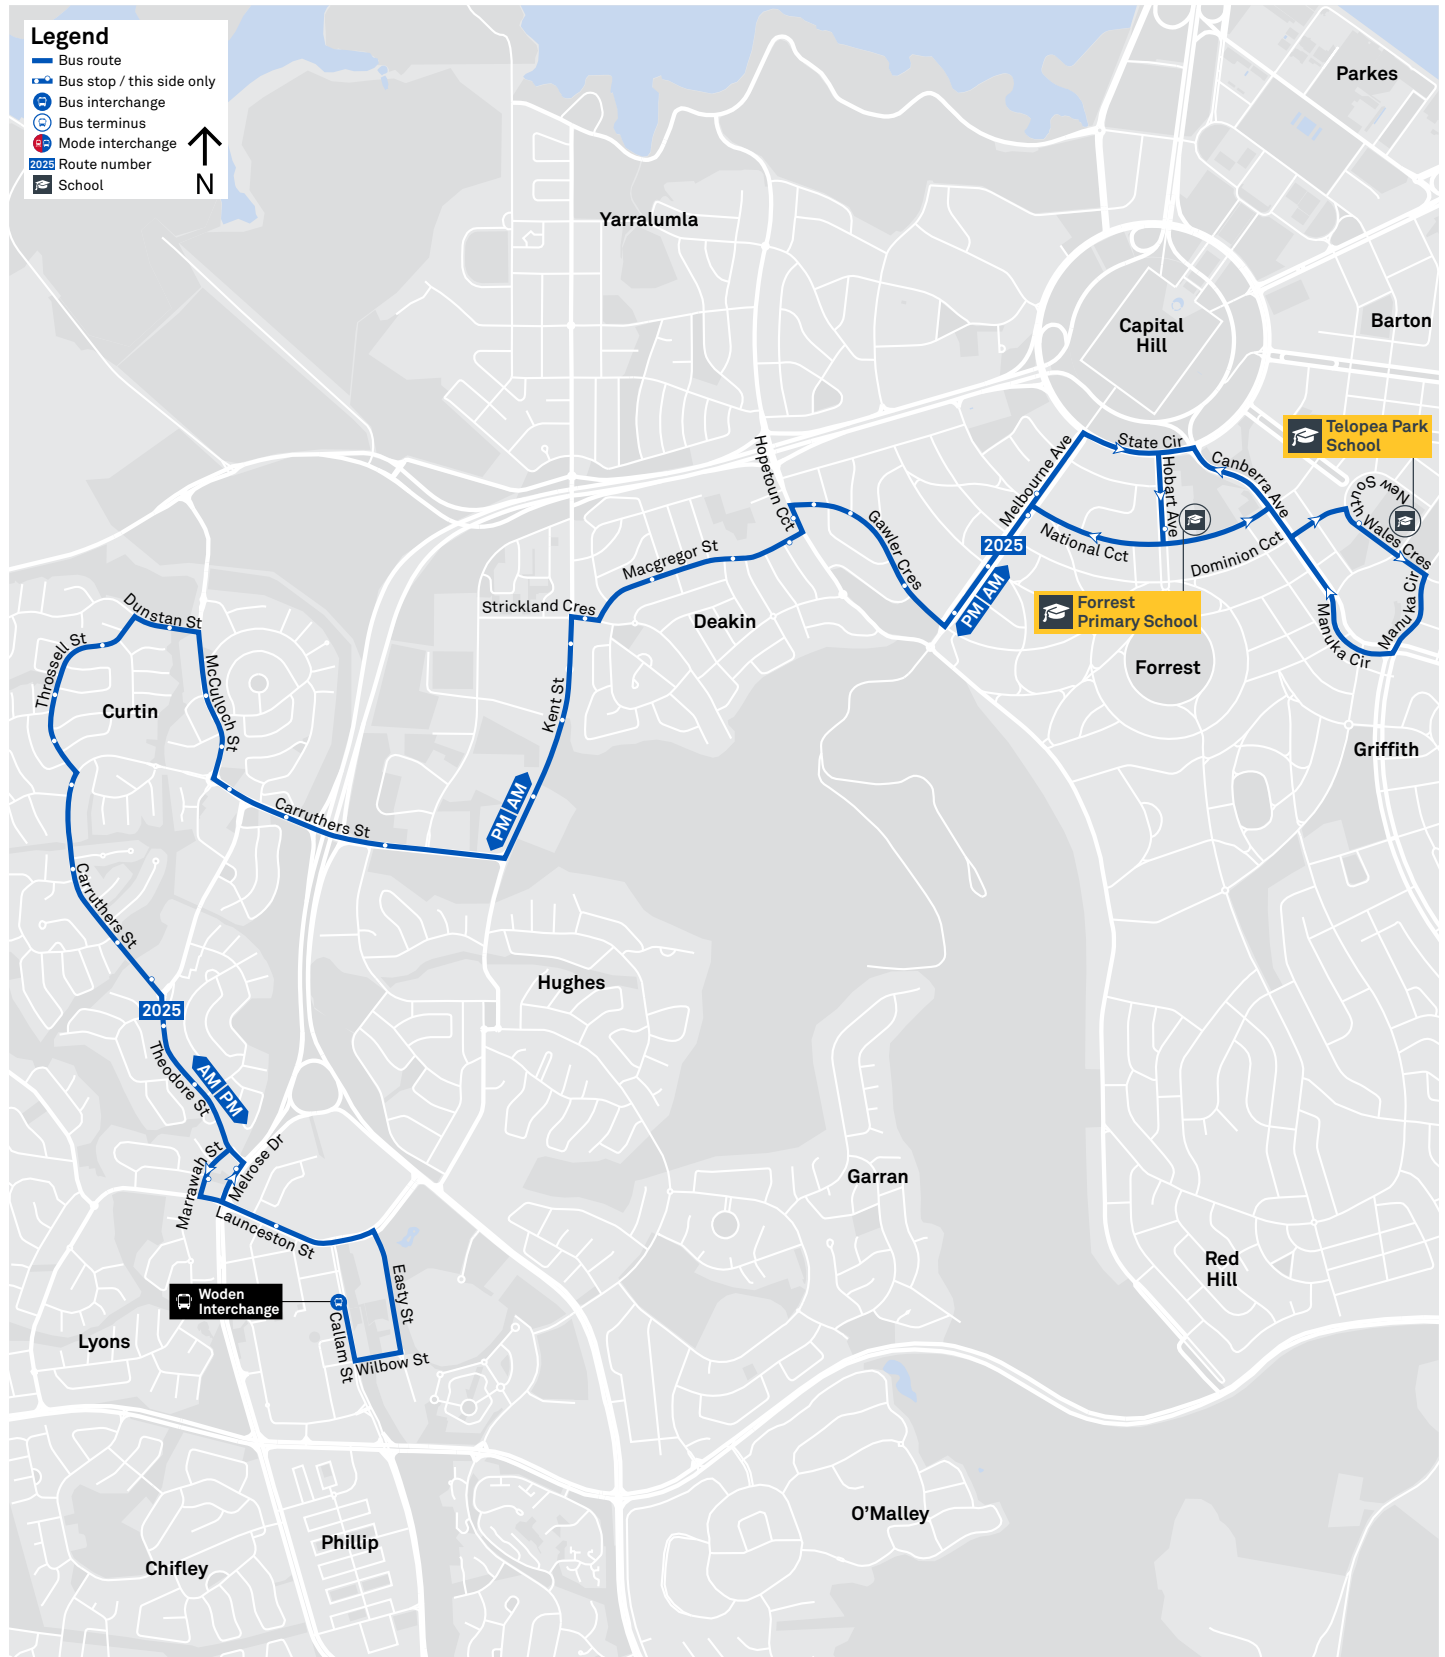 Legend
Bus route
Bus stop / this side only
Bus interchange
Bus terminus
Mode interchange
2025 Route number
School
N
Parkes
Yarralumla
Capital
Hill
Barton
Telopea Park
School
State Cir
Melbourne Ave
Hobart Ave
Canberra Ave
New South Wales Cres
Hopetoun Cct
Gawler Cres
National Cct
2025
Dominion Cct
PM AM
Macgregor St
Strickland Cres
Deakin
Forrest
Primary School
Manuka Cir
Manuka Cir
Forrest
Dunstan St
Throssell St
McCulloch St
Curtin
Kent St
Griffith
PM AM
Carruthers St
Carruthers St
Hughes
2025
Theodore St
AM PM
Marrawah St
Melrose Dr
Garran
Launceston St
Red
Hill
Easty St
Woden
Interchange
Callam St
Wilbow St
Lyons
O'Malley
Phillip
Chifley